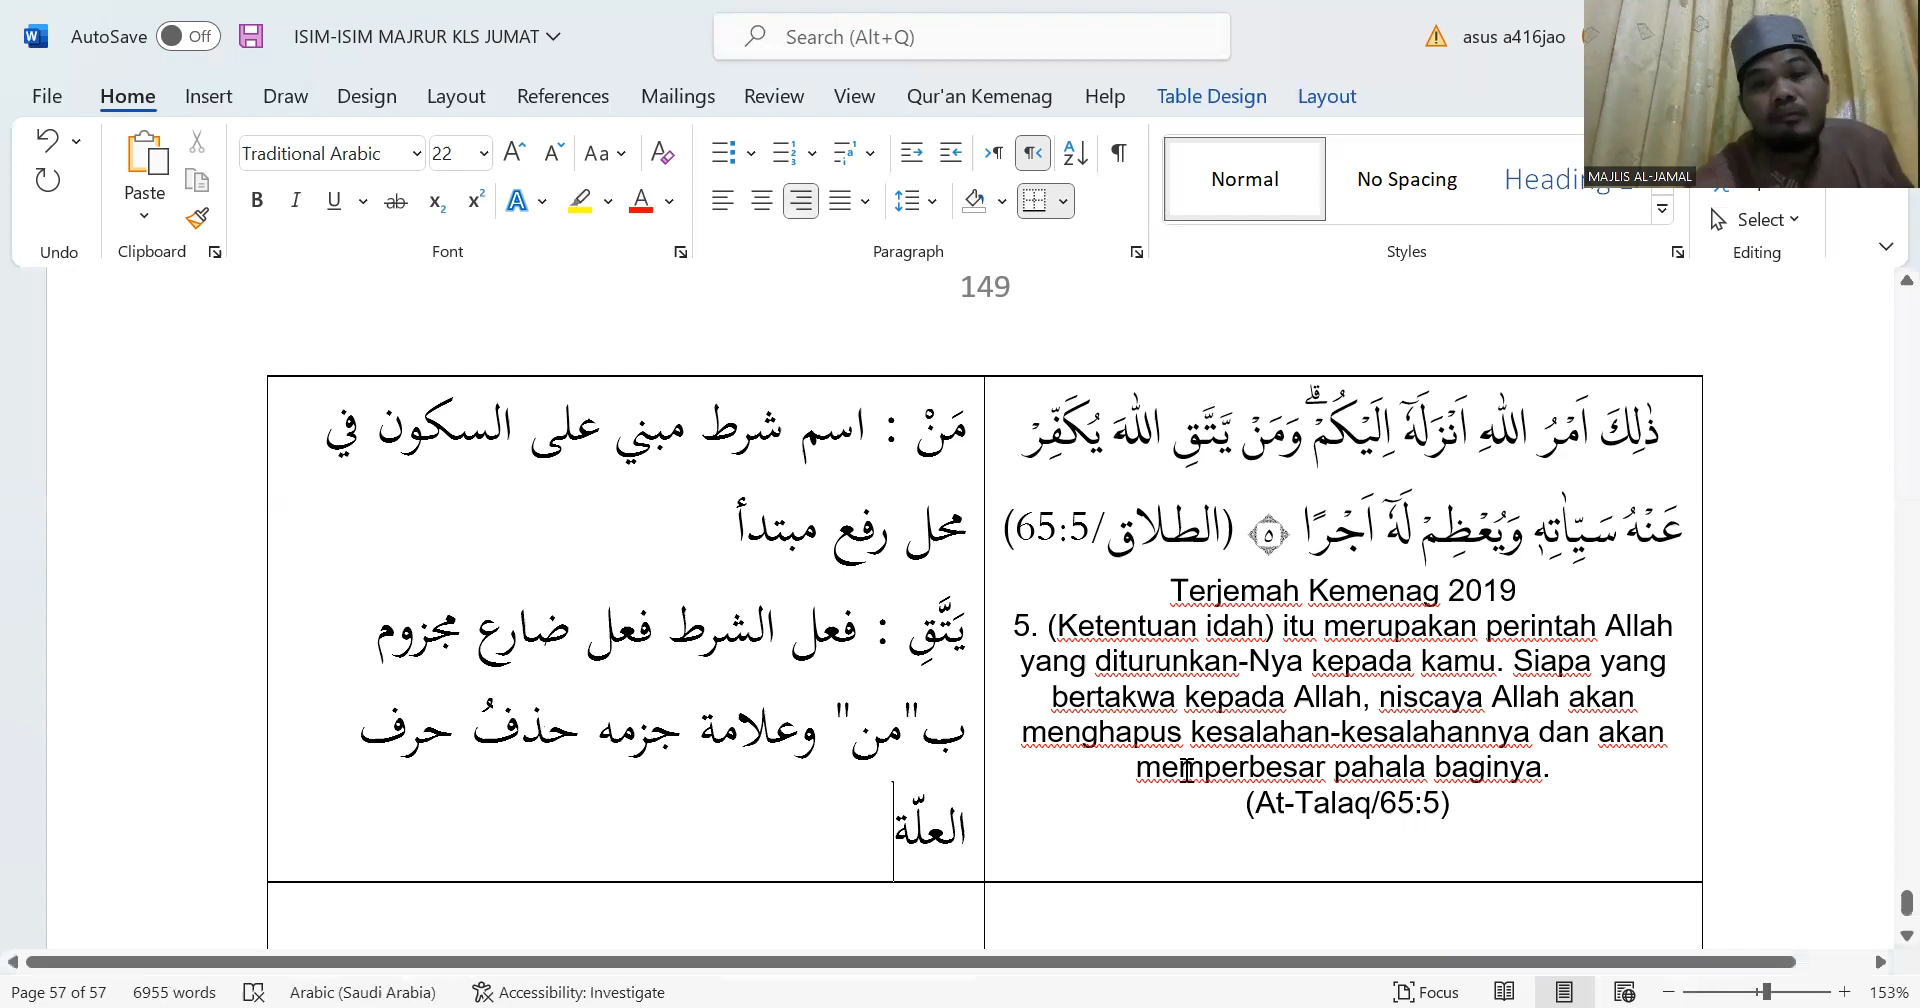 AutoSave Off ISIM-ISIM MAJRUR KLS JUMAT Search (Alt+Q) asus a416jao
File Home Insert Draw Design Layout References Mailings Review View Qur'an Kemenag Help Table Design Layout
MAJLIS AL-JAMAL
Traditional Arabic 22 Aa
Paste
B I U ab
Normal No Spacing
Select
Undo Clipboard Font Paragraph Styles Editing
149
ذٰلِكَ اَمْرُ اللّٰهِ اَنْزَلَهٗٓ اِلَيْكُمْۗ وَمَنْ يَّتَّقِ اللّٰهَ يُكَفِّرْ
عَنْهُ سَيِّاٰتِهٖ وَيُعْظِمْ لَهٗٓ اَجْرًا ٥ (الطلاق/65:5)
Terjemah Kemenag 2019
5. (Ketentuan idah) itu merupakan perintah Allah
yang diturunkan-Nya kepada kamu. Siapa yang
bertakwa kepada Allah, niscaya Allah akan
menghapus kesalahan-kesalahannya dan akan
memperbesar pahala baginya.
(At-Talaq/65:5)
مَنْ : اسم شرط مبني على السكون في
محل رفع مبتدأ
يَتَّقِ : فعل الشرط فعل ضارع مجزوم
ب"من" وعلامة جزمه حذفُ حرف
العلّة
Page 57 of 57 6955 words Arabic (Saudi Arabia) Accessibility: Investigate Focus 153%